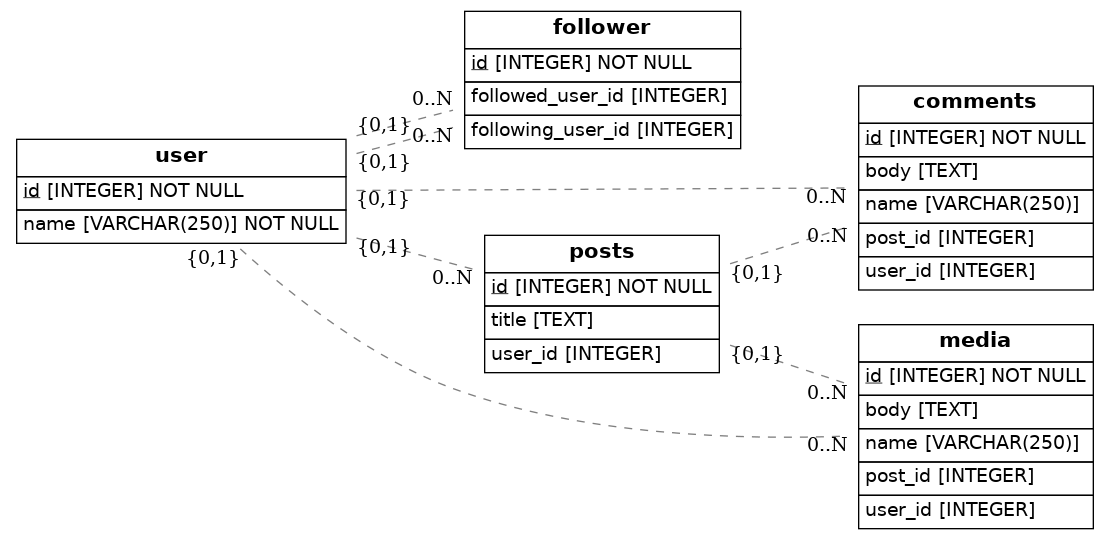 follower
id [INTEGER] NOT NULL
followed_user_id [INTEGER]
following_user_id [INTEGER]
0..N
{0,1}
0..N
{0,1}
user
id [INTEGER] NOT NULL
name [VARCHAR(250)] NOT NULL
{0,1}
0..N
{0,1}
0..N
{0,1}
comments
id [INTEGER] NOT NULL
body [TEXT]
name [VARCHAR(250)]
post_id [INTEGER]
user_id [INTEGER]
posts
id [INTEGER] NOT NULL
title [TEXT]
user_id [INTEGER]
0..N
{0,1}
{0,1}
0..N
0..N
media
id [INTEGER] NOT NULL
body [TEXT]
name [VARCHAR(250)]
post_id [INTEGER]
user_id [INTEGER]